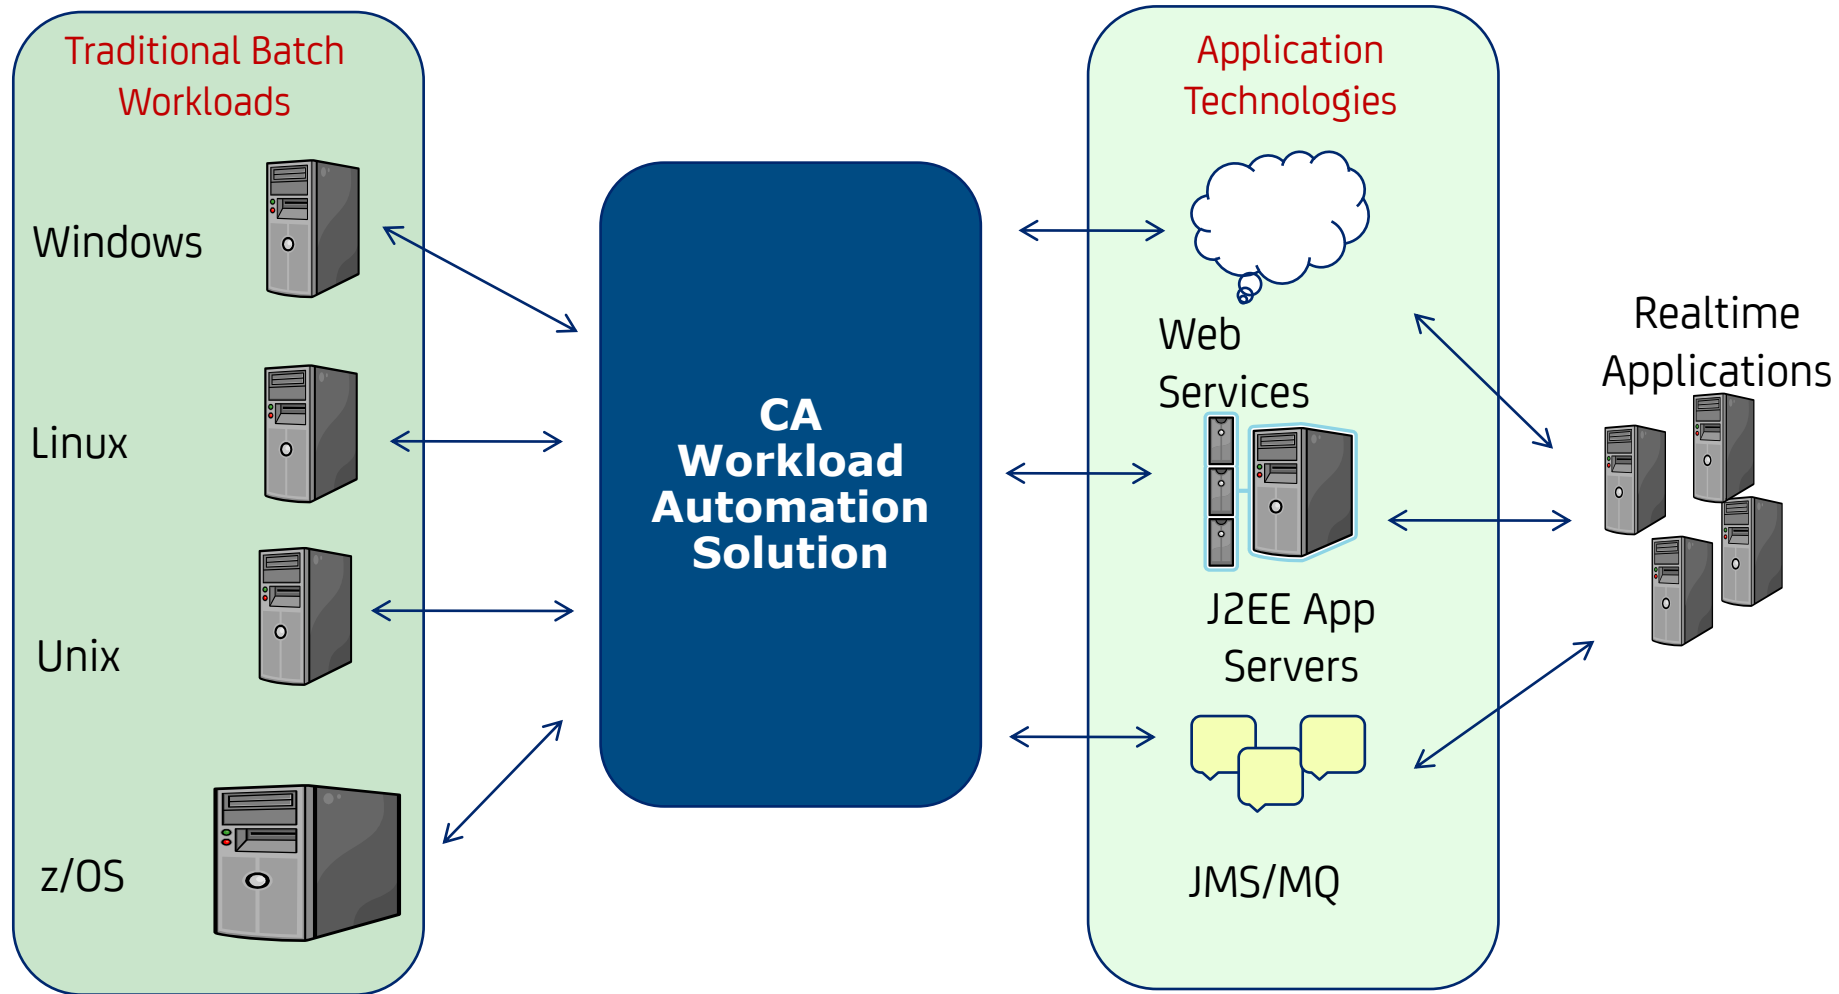 Traditional Batch
Workloads
Windows
Linux
Unix
z/OS
CA
Workload
Automation
Solution
Application
Technologies
Web
Services
J2EE App
Servers
JMS/MQ
Realtime
Applications